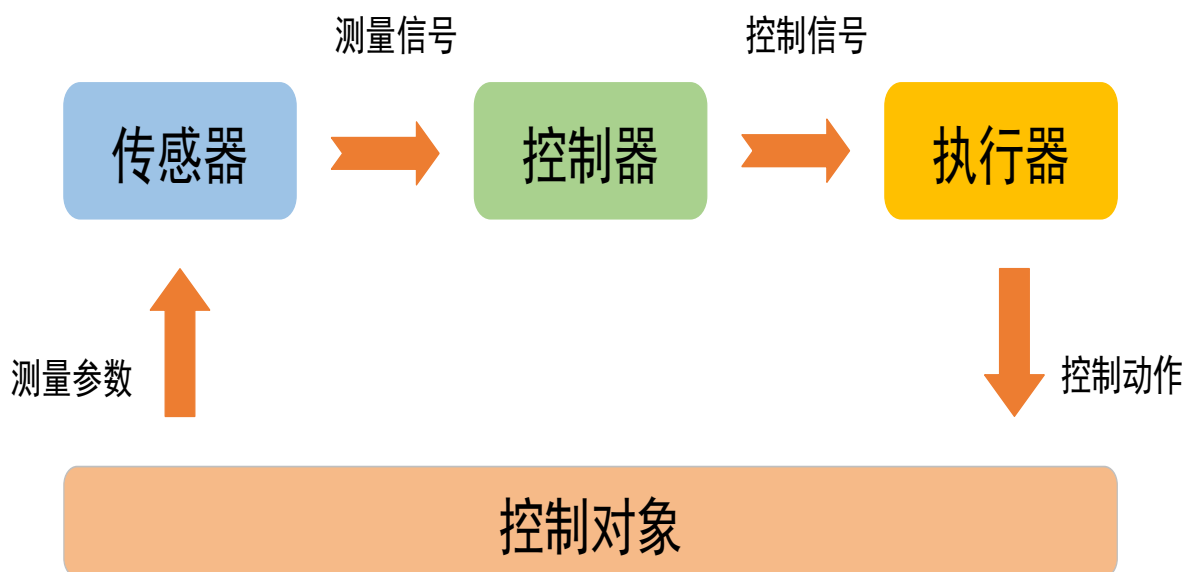 测量信号
控制信号
传感器
控制器
执行器
测量参数
控制动作
控制对象